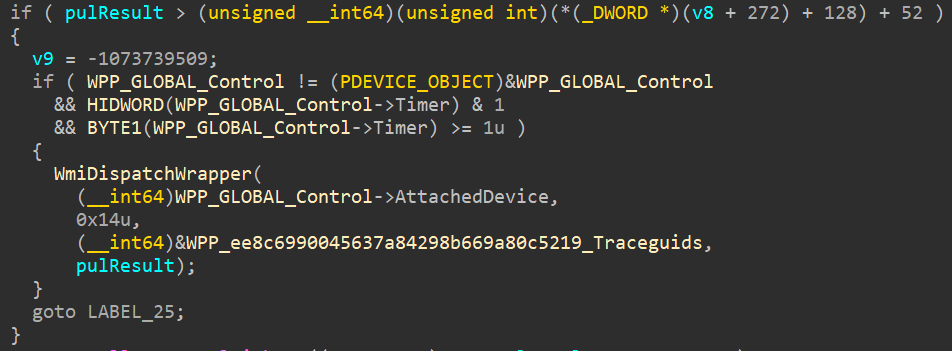 if ( pulResult > (unsigned __int64)(unsigned int)(*(_DWORD *)(v8 + 272) + 128) + 52 )
{
v9 = -1073739509;
if ( WPP_GLOBAL_Control != (PDEVICE_OBJECT)&WPP_GLOBAL_Control
&& HIDWORD(WPP_GLOBAL_Control->Timer) & 1
&& BYTE1(WPP_GLOBAL_Control->Timer) >= 1u )
{
WmiDispatchWrapper(
(__int64)WPP_GLOBAL_Control->AttachedDevice,
0x14u,
(__int64)&WPP_ee8c6990045637a84298b669a80c5219_Traceguids,
pulResult);
}
goto LABEL_25;
}